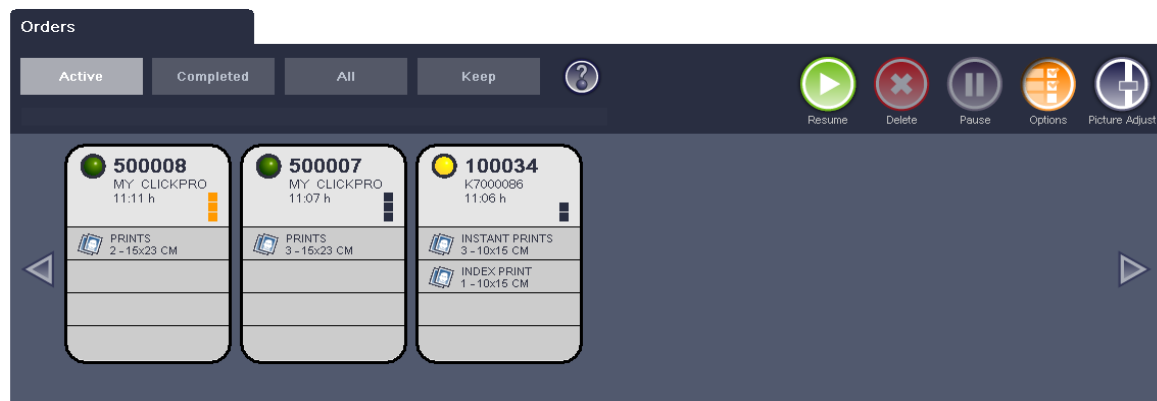 Orders
Active Completed All Keep ?
Resume Delete Pause Options Picture Adjust
500008
MY CLICKPRO
11:11 h
PRINTS
2 - 15x23 CM
500007
MY CLICKPRO
11:07 h
PRINTS
3 - 15x23 CM
100034
K7000086
11:06 h
INSTANT PRINTS
3 - 10x15 CM
INDEX PRINT
1 - 10x15 CM